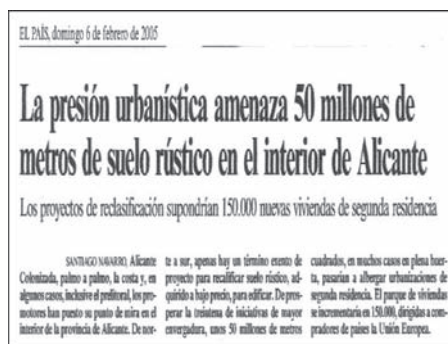 EL PAÍS, domingo 6 de febrero de 2005
La presión urbanística amenaza 50 millones de
metros de suelo rústico en el interior de Alicante
Los proyectos de reclasificación supondrían 150.000 nuevas viviendas de segunda residencia
SANTIAGO NAVARRO, Alicante
Colonizada, palmo a palmo, la costa y, en
algunos casos, inclusive el prelitoral, los pro-
motores han puesto su punto de mira en el
interior de la provincia de Alicante. De nor-
te a sur, apenas hay un término exento de
proyecto para recalificar suelo rústico, ad-
quirido a bajo precio, para edificar. De pros-
perar la treintena de iniciativas de mayor
envergadura, unos 50 millones de metros
cuadrados, en muchos casos en plena huer-
ta, pasarían a albergar urbanizaciones de
segunda residencia. El parque de viviendas
se incrementaría en 150.000, dirigidas a com-
pradores de países la Unión Europea.